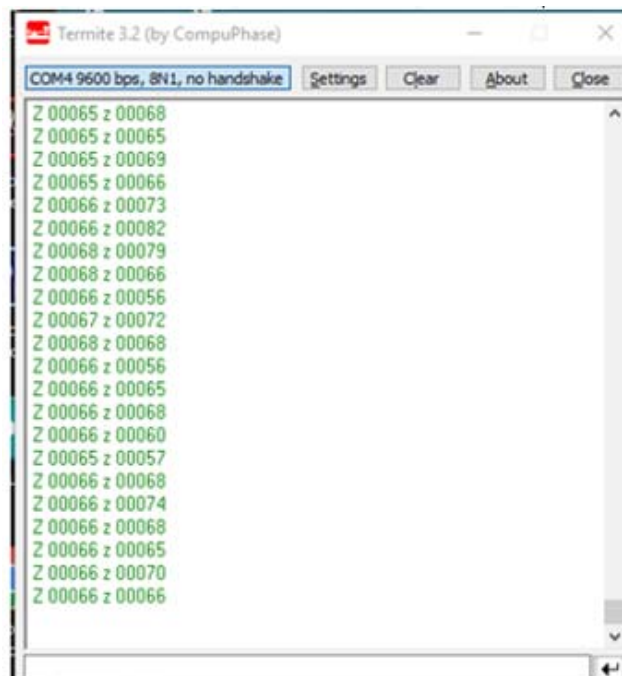 Termite 3.2 (by CompuPhase)
COM4 9600 bps, 8N1, no handshake Settings Clear About Close
Z 00065 z 00068
Z 00065 z 00065
Z 00065 z 00069
Z 00065 z 00066
Z 00066 z 00073
Z 00066 z 00082
Z 00068 z 00079
Z 00068 z 00066
Z 00066 z 00056
Z 00067 z 00072
Z 00068 z 00068
Z 00066 z 00056
Z 00066 z 00065
Z 00066 z 00068
Z 00066 z 00060
Z 00065 z 00057
Z 00066 z 00068
Z 00066 z 00074
Z 00066 z 00068
Z 00066 z 00065
Z 00066 z 00070
Z 00066 z 00066